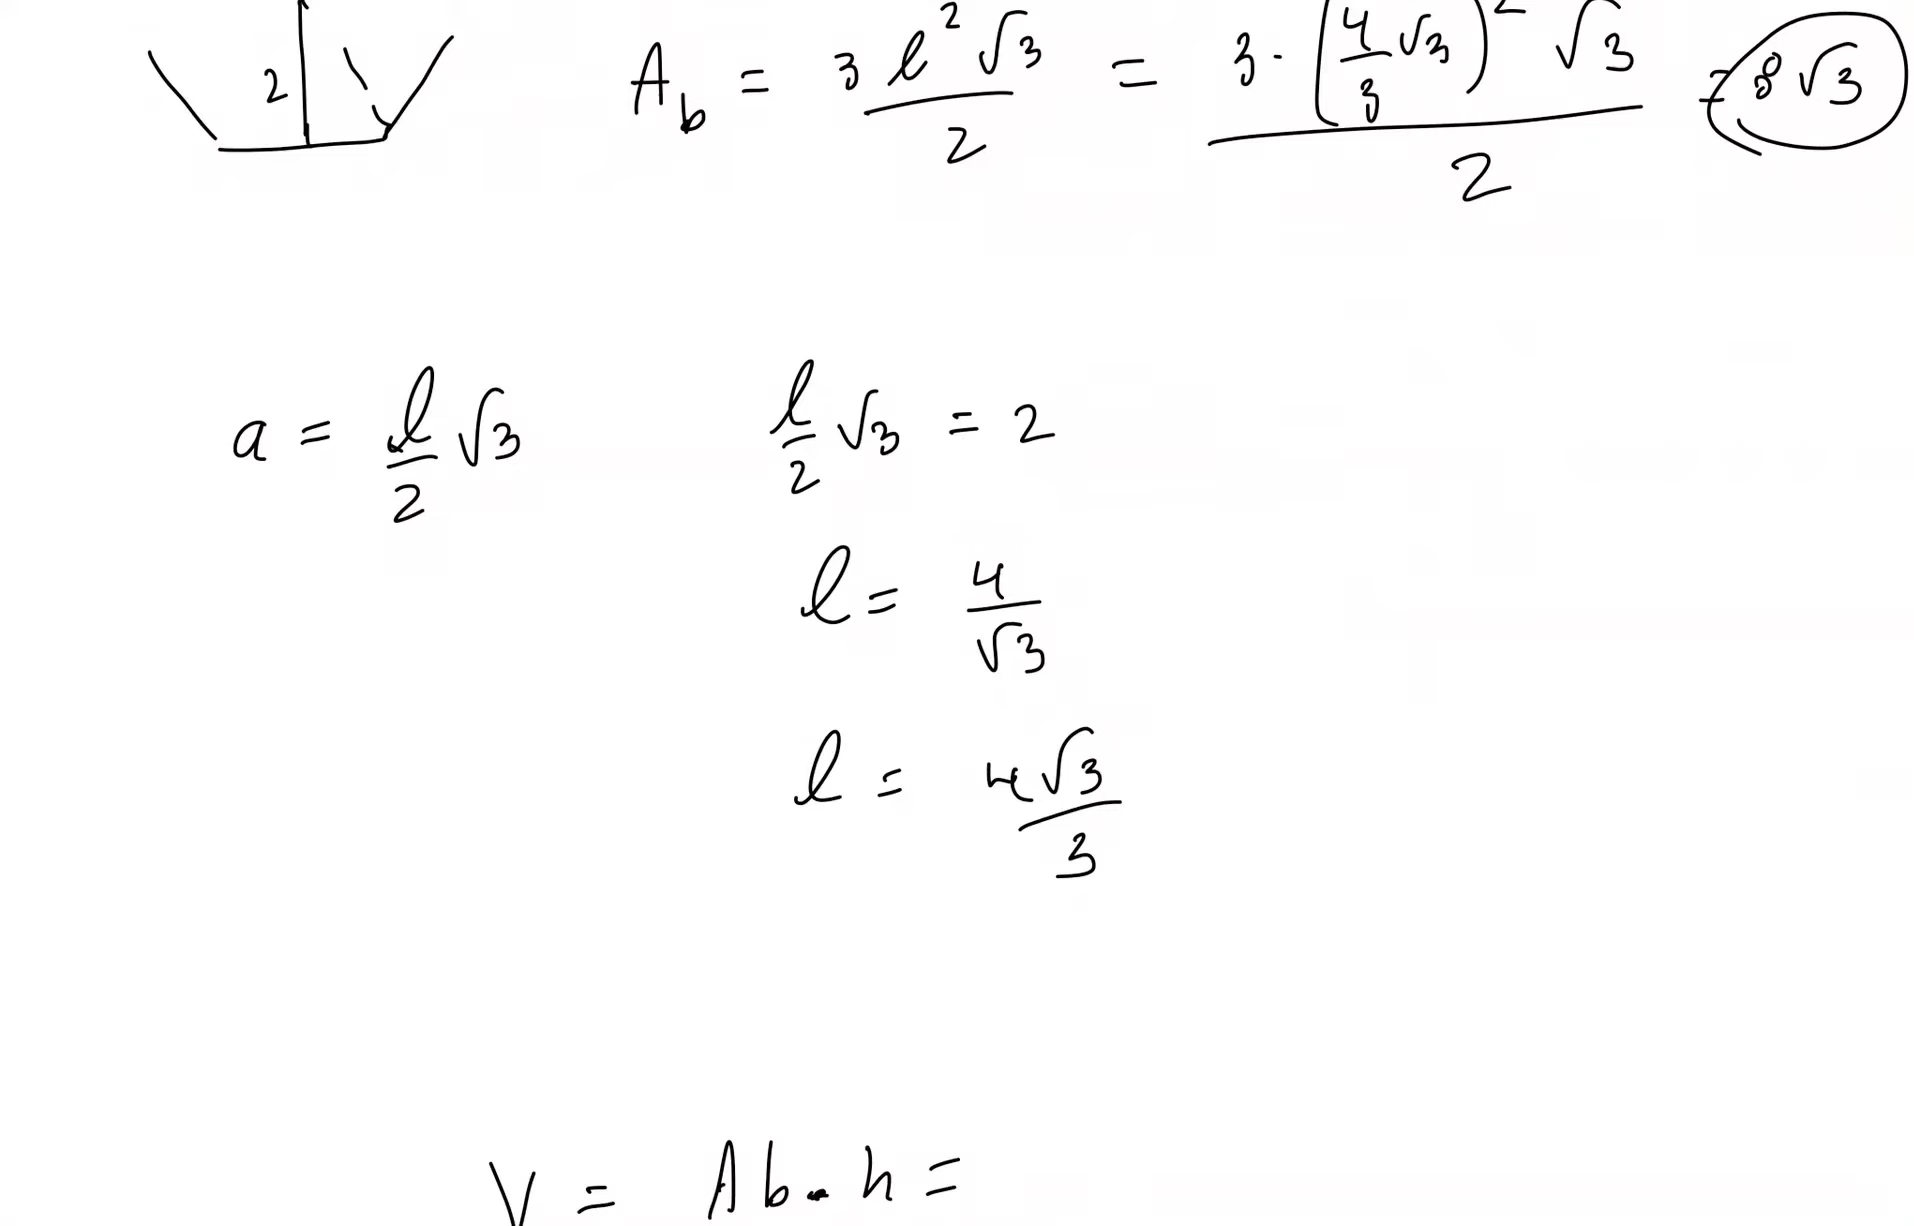 2
A_b = 3 l² √3 / 2 = 3 · (4/3 √3)² √3 / 2 = 8 √3
a = l/2 √3
l/2 √3 = 2
l = 4/√3
l = 4√3/3
V = Ab . h =